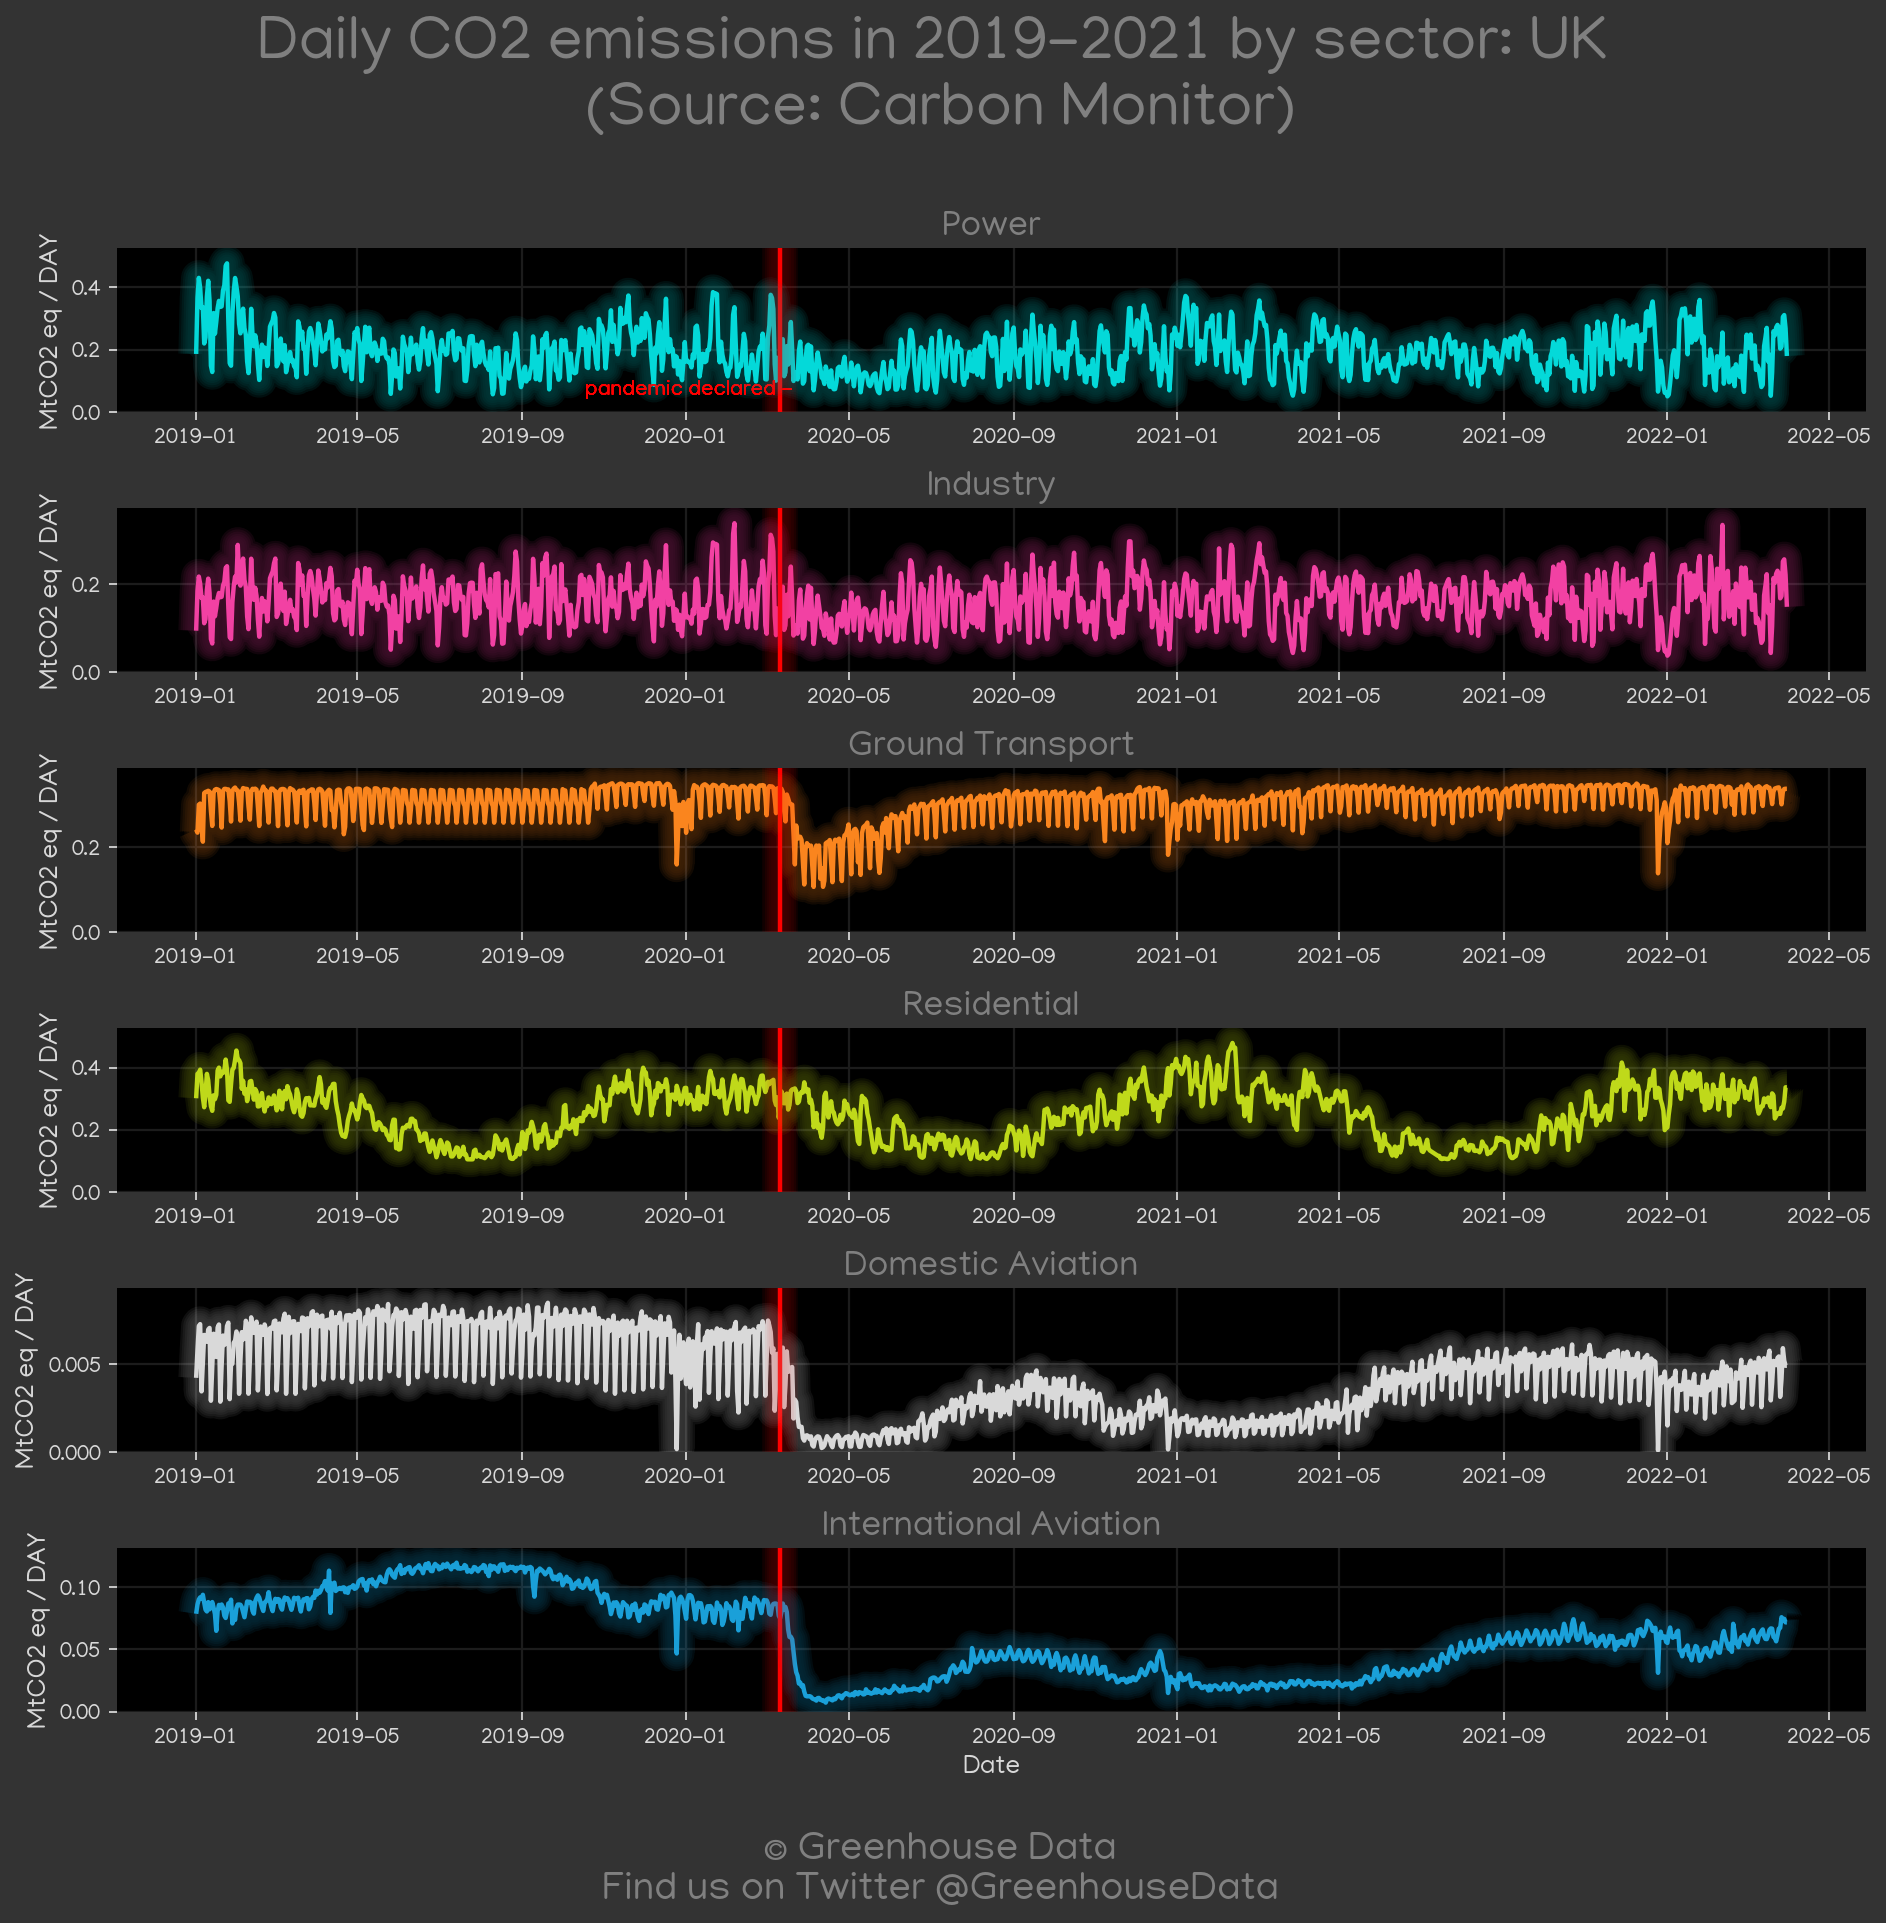 Daily CO2 emissions in 2019-2021 by sector: UK
(Source: Carbon Monitor)
Power
MtCO2 eq / DAY
0.4
0.2
0.0
pandemic declared
2019-01 2019-05 2019-09 2020-01 2020-05 2020-09 2021-01 2021-05 2021-09 2022-01 2022-05
Industry
MtCO2 eq / DAY
0.2
0.0
2019-01 2019-05 2019-09 2020-01 2020-05 2020-09 2021-01 2021-05 2021-09 2022-01 2022-05
Ground Transport
MtCO2 eq / DAY
0.2
0.0
2019-01 2019-05 2019-09 2020-01 2020-05 2020-09 2021-01 2021-05 2021-09 2022-01 2022-05
Residential
MtCO2 eq / DAY
0.4
0.2
0.0
2019-01 2019-05 2019-09 2020-01 2020-05 2020-09 2021-01 2021-05 2021-09 2022-01 2022-05
Domestic Aviation
MtCO2 eq / DAY
0.005
0.000
2019-01 2019-05 2019-09 2020-01 2020-05 2020-09 2021-01 2021-05 2021-09 2022-01 2022-05
International Aviation
MtCO2 eq / DAY
0.10
0.05
0.00
2019-01 2019-05 2019-09 2020-01 2020-05 2020-09 2021-01 2021-05 2021-09 2022-01 2022-05
Date
© Greenhouse Data
Find us on Twitter @GreenhouseData